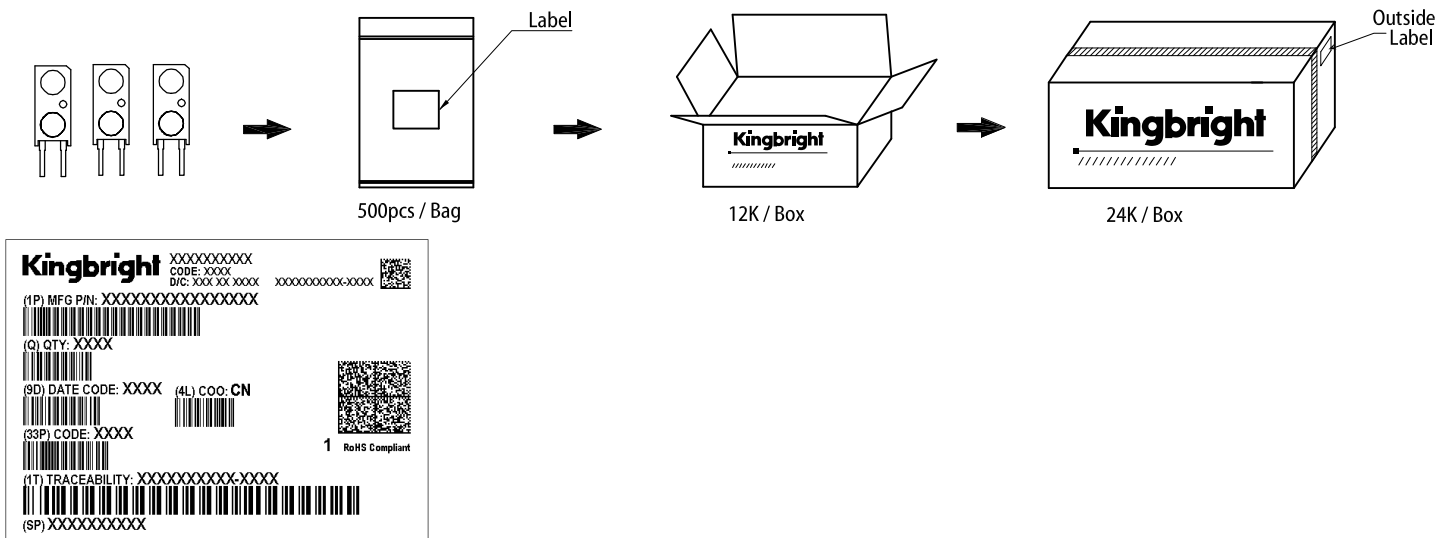 Label
Outside
Label
Kingbright
Kingbright
500pcs / Bag
12K / Box
24K / Box
Kingbright
XXXXXXXXXX
CODE: XXXX
D/C: XXX XX XXXX XXXXXXXXXX-XXXX
(1P) MFG P/N: XXXXXXXXXXXXXXXX
(Q) QTY: XXXX
(9D) DATE CODE: XXXX (4L) COO: CN
(33P) CODE: XXXX
1 RoHS Compliant
(1T) TRACEABILITY: XXXXXXXXXX-XXXX
(SP) XXXXXXXXXX